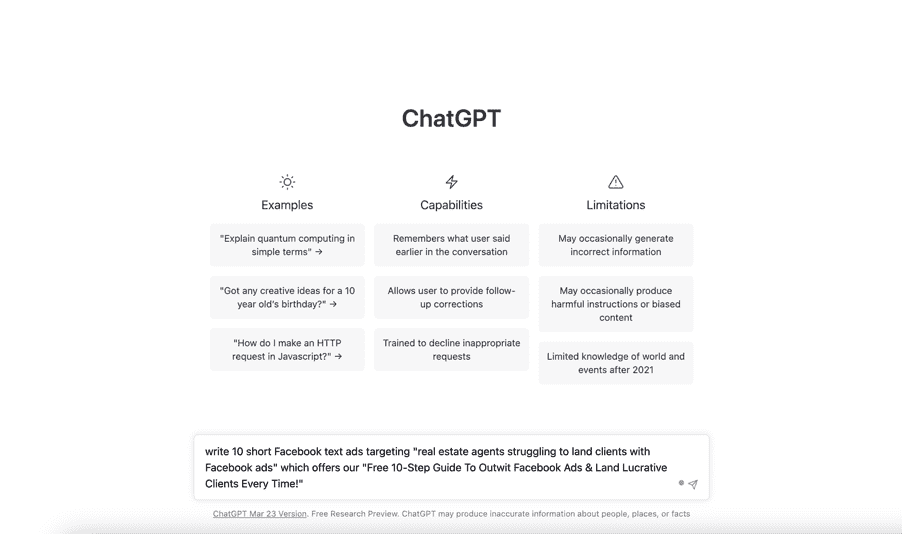 ChatGPT
Examples
"Explain quantum computing in
simple terms" →
"Got any creative ideas for a 10
year old's birthday?" →
"How do I make an HTTP
request in Javascript?" →
Capabilities
Remembers what user said
earlier in the conversation
Allows user to provide follow-
up corrections
Trained to decline inappropriate
requests
Limitations
May occasionally generate
incorrect information
May occasionally produce
harmful instructions or biased
content
Limited knowledge of world and
events after 2021
write 10 short Facebook text ads targeting "real estate agents struggling to land clients with
Facebook ads" which offers our "Free 10-Step Guide To Outwit Facebook Ads & Land Lucrative
Clients Every Time!"
ChatGPT Mar 23 Version. Free Research Preview. ChatGPT may produce inaccurate information about people, places, or facts